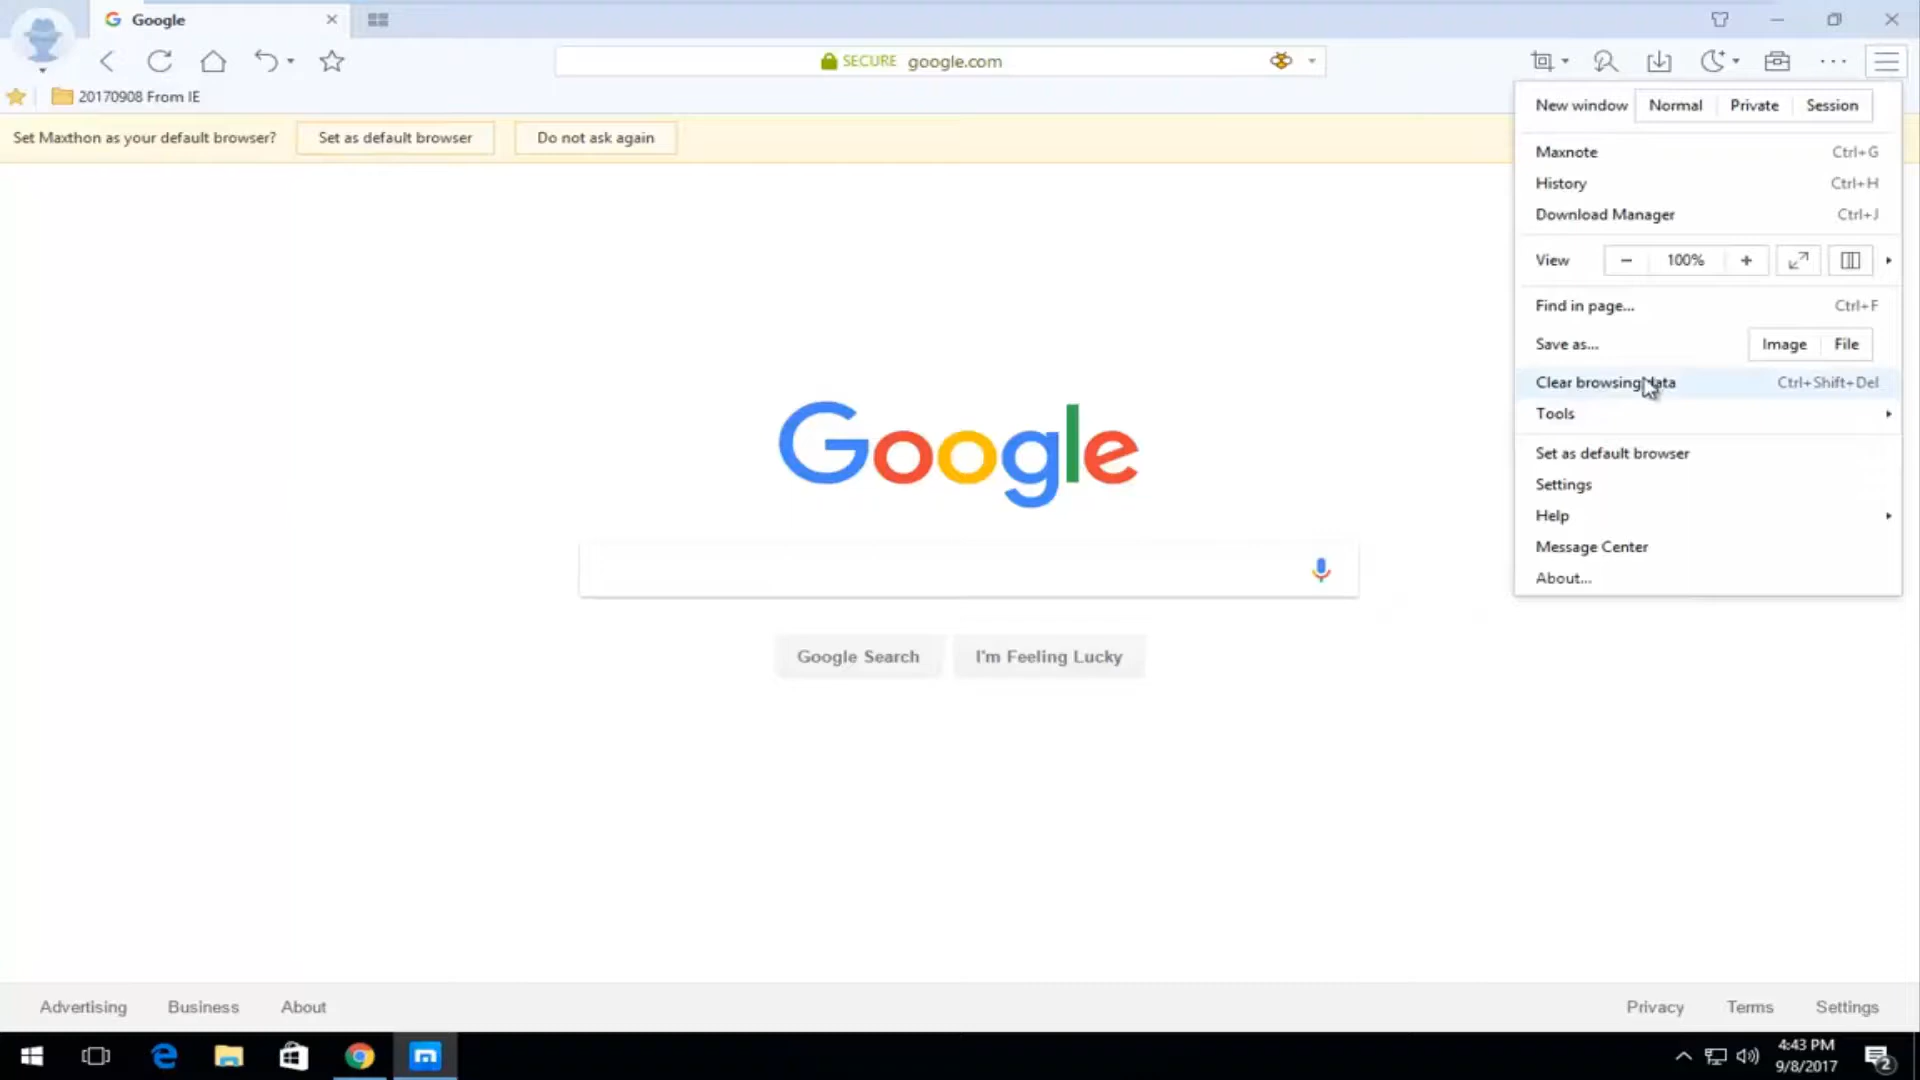 Google
SECURE google.com
20170908 From IE
Set Maxthon as your default browser? Set as default browser Do not ask again
New window Normal Private Session
Maxnote Ctrl+G
History Ctrl+H
Download Manager Ctrl+J
View − 100% +
Find in page... Ctrl+F
Save as... Image File
Clear browsing data Ctrl+Shift+Del
Tools
Set as default browser
Settings
Help
Message Center
About...
Google
Google Search I'm Feeling Lucky
Advertising Business About Privacy Terms Settings
4:43 PM
9/8/2017
2